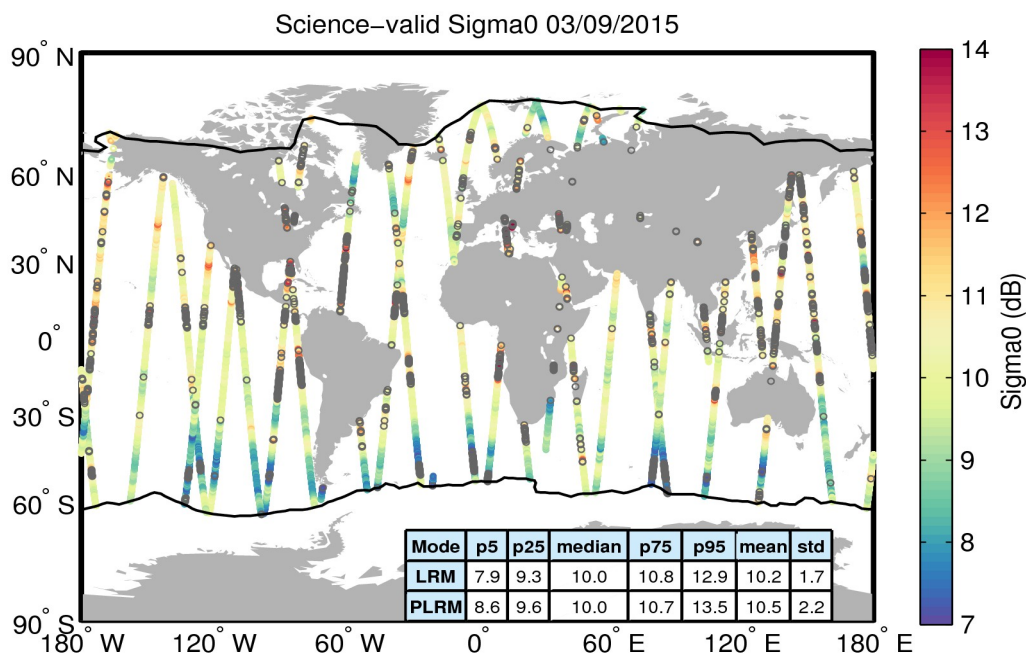 Science−valid Sigma0 03/09/2015
90° N
60° N
30° N
0°
30° S
60° S
90° S
180° W
120° W
60° W
0°
60° E
120° E
180° E
14
13
12
11
10
9
8
7
Sigma0 (dB)
Mode p5 p25 median p75 p95 mean std
LRM 7.9 9.3 10.0 10.8 12.9 10.2 1.7
PLRM 8.6 9.6 10.0 10.7 13.5 10.5 2.2